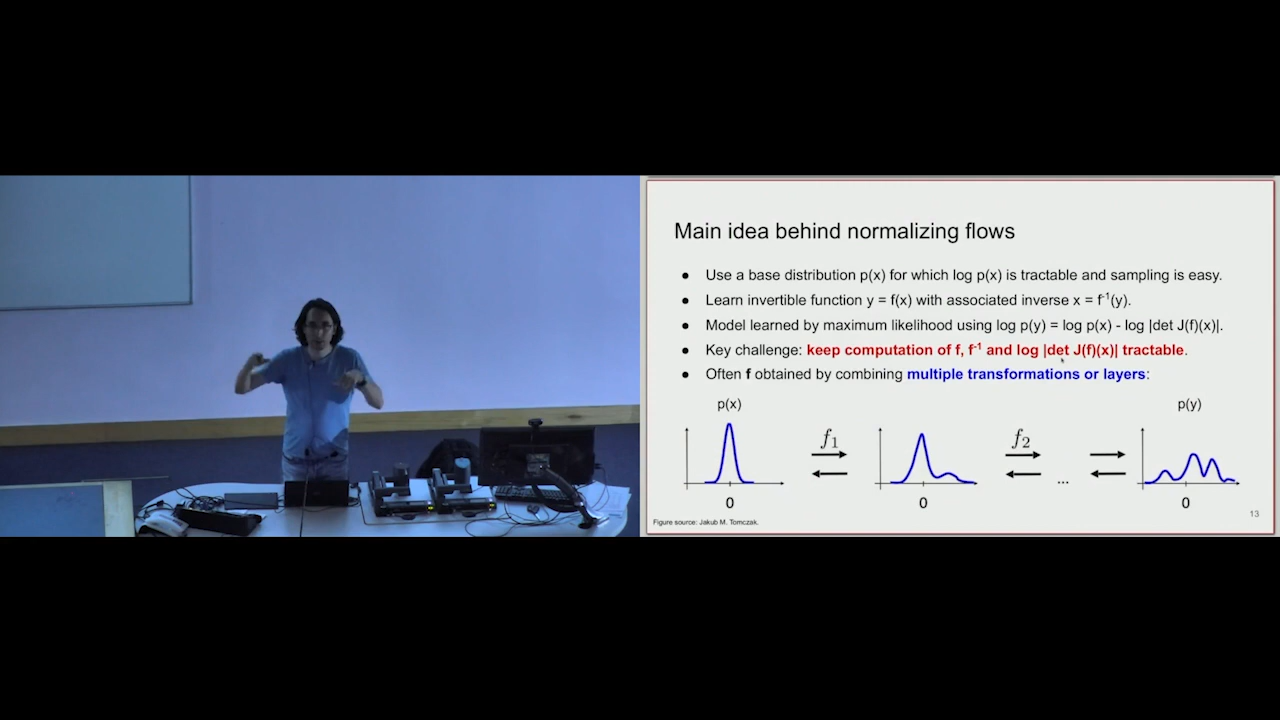 Main idea behind normalizing flows
● Use a base distribution p(x) for which log p(x) is tractable and sampling is easy.
● Learn invertible function y = f(x) with associated inverse x = f⁻¹(y).
● Model learned by maximum likelihood using log p(y) = log p(x) - log |det J(f)(x)|.
● Key challenge: keep computation of f, f⁻¹ and log |det J(f)(x)| tractable.
● Often f obtained by combining multiple transformations or layers:
p(x) p(y)
f₁ f₂
...
0 0 0
Figure source: Jakub M. Tomczak.
13